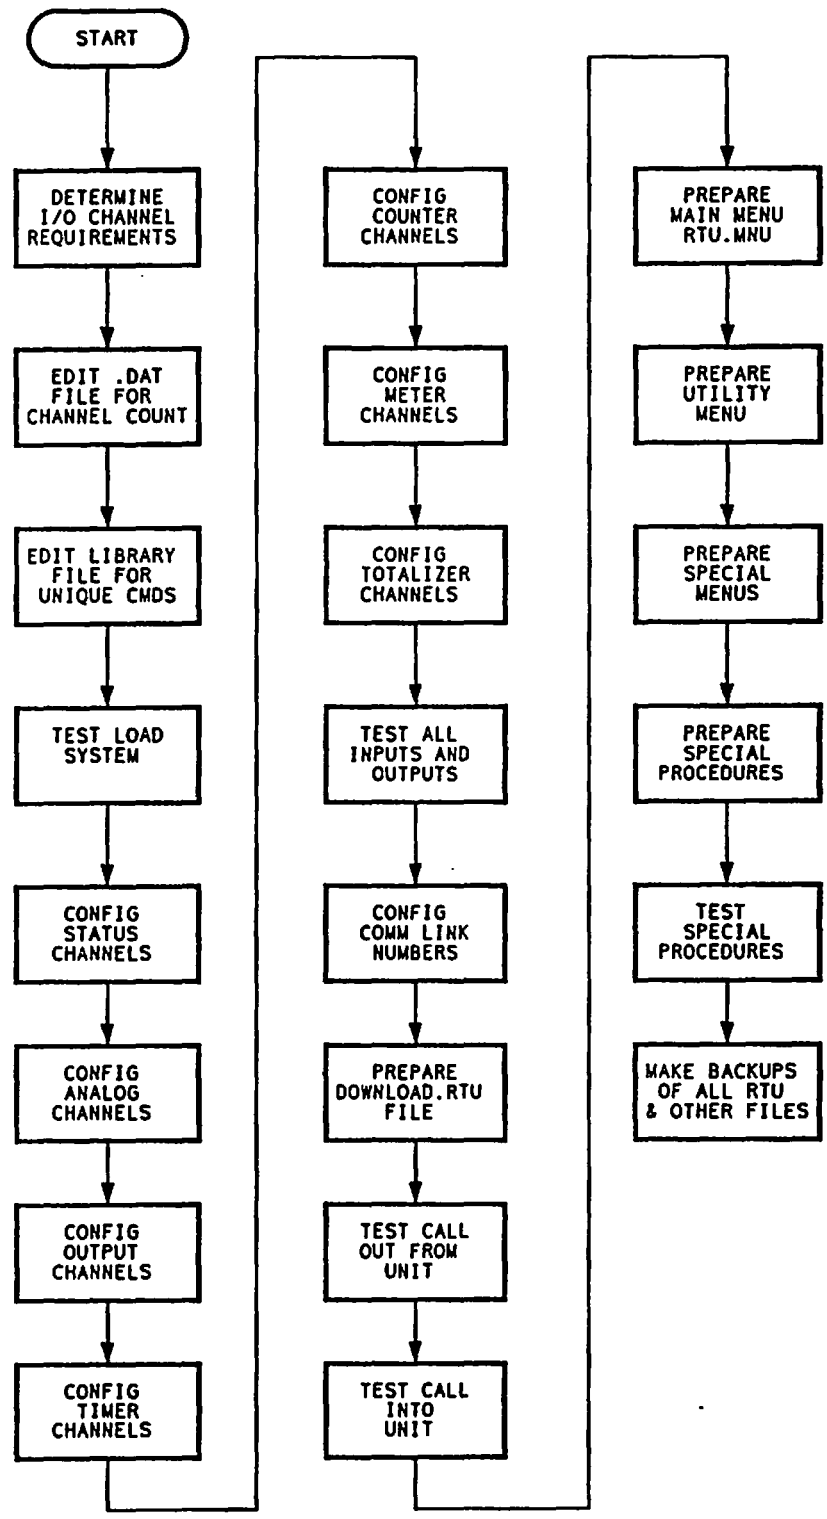 START
DETERMINE
I/O CHANNEL
REQUIREMENTS
EDIT .DAT
FILE FOR
CHANNEL COUNT
EDIT LIBRARY
FILE FOR
UNIQUE CMDS
TEST LOAD
SYSTEM
CONFIG
STATUS
CHANNELS
CONFIG
ANALOG
CHANNELS
CONFIG
OUTPUT
CHANNELS
CONFIG
TIMER
CHANNELS
CONFIG
COUNTER
CHANNELS
CONFIG
METER
CHANNELS
CONFIG
TOTALIZER
CHANNELS
TEST ALL
INPUTS AND
OUTPUTS
CONFIG
COMM LINK
NUMBERS
PREPARE
DOWNLOAD.RTU
FILE
TEST CALL
OUT FROM
UNIT
TEST CALL
INTO
UNIT
PREPARE
MAIN MENU
RTU.MNU
PREPARE
UTILITY
MENU
PREPARE
SPECIAL
MENUS
PREPARE
SPECIAL
PROCEDURES
TEST
SPECIAL
PROCEDURES
MAKE BACKUPS
OF ALL RTU
& OTHER FILES